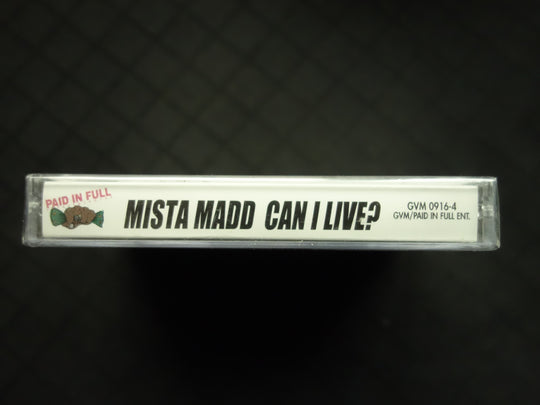 PAID IN FULL
MISTA MADD CAN I LIVE?
GVM 0916-4
GVM/PAID IN FULL ENT.